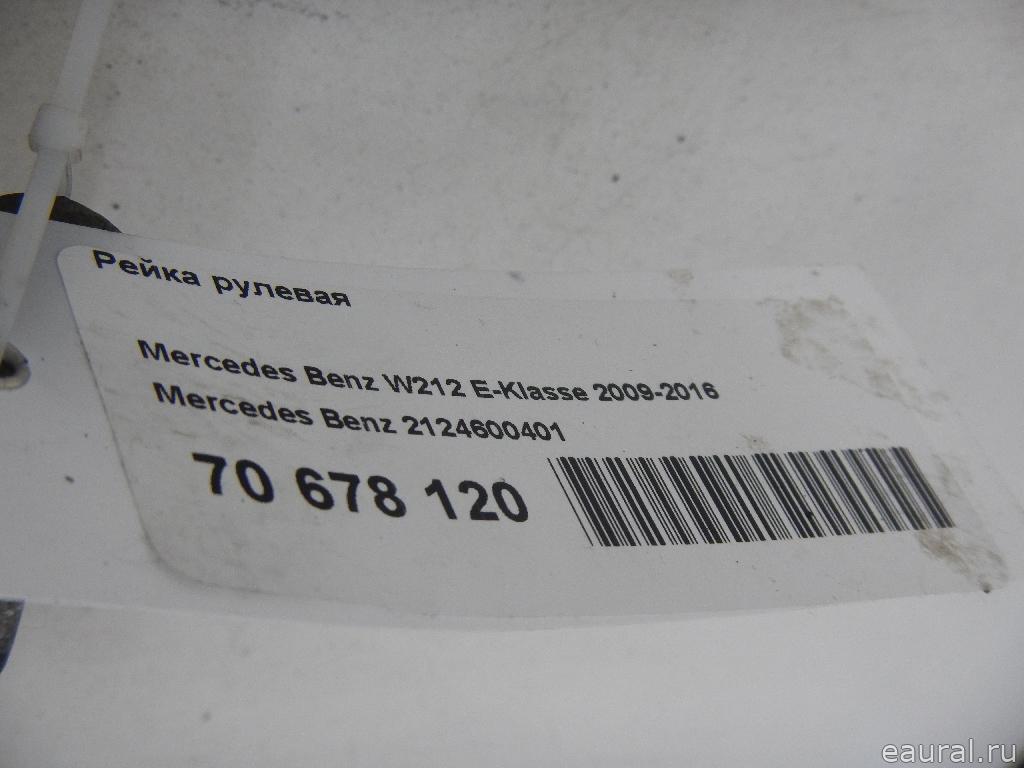 Рейка рулевая
Mercedes Benz W212 E-Klasse 2009-2016
Mercedes Benz 2124600401
70 678 120
eaural.ru